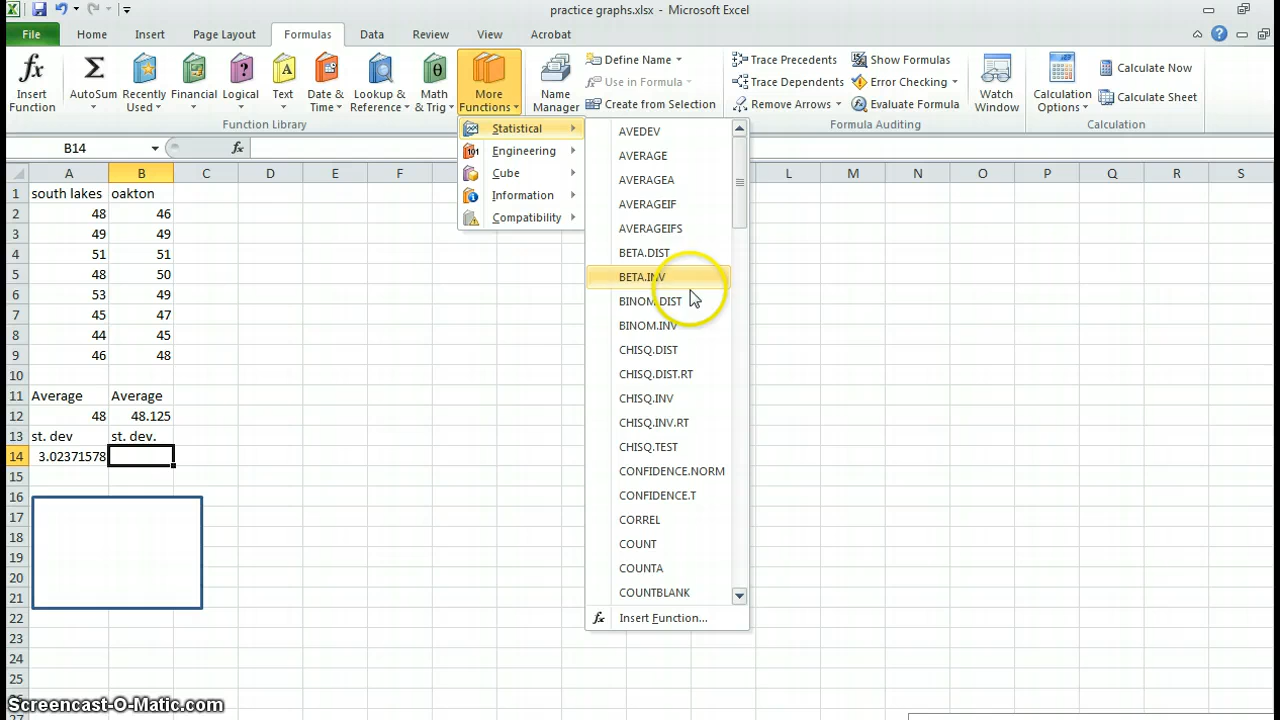 practice graphs.xlsx - Microsoft Excel
File Home Insert Page Layout Formulas Data Review View Acrobat
Insert Function
AutoSum
Recently Used
Financial
Logical
Text
Date & Time
Lookup & Reference
Math & Trig
More Functions
Name Manager
Define Name
Use in Formula
Create from Selection
Trace Precedents
Trace Dependents
Remove Arrows
Show Formulas
Error Checking
Evaluate Formula
Watch Window
Calculation Options
Calculate Now
Calculate Sheet
Function Library
Formula Auditing
Calculation
B14
fx
Statistical
Engineering
Cube
Information
Compatibility
AVEDEV
AVERAGE
AVERAGEA
AVERAGEIF
AVERAGEIFS
BETA.DIST
BETA.INV
BINOM.DIST
BINOM.INV
CHISQ.DIST
CHISQ.DIST.RT
CHISQ.INV
CHISQ.INV.RT
CHISQ.TEST
CONFIDENCE.NORM
CONFIDENCE.T
CORREL
COUNT
COUNTA
COUNTBLANK
fx Insert Function...
A B C D E F L M N O P Q R S
1 south lakes oakton
2 48 46
3 49 49
4 51 51
5 48 50
6 53 49
7 45 47
8 44 45
9 46 48
10
11 Average Average
12 48 48.125
13 st. dev st. dev.
14 3.02371578
15
16
17
18
19
20
21
22
23
24
25
Screencast-O-Matic.com
27